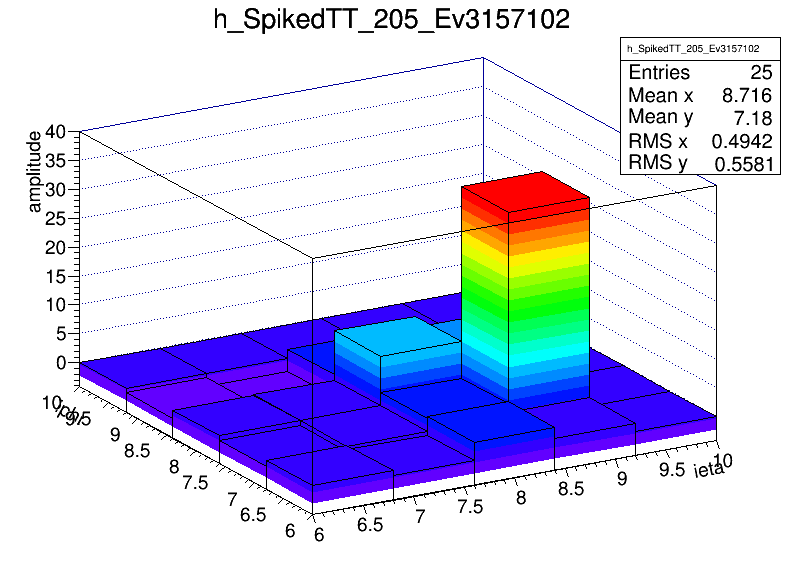 h_SpikedTT_205_Ev3157102
h_SpikedTT_205_Ev3157102
Entries 25
Mean x 8.716
Mean y 7.18
RMS x 0.4942
RMS y 0.5581
amplitude
40
35
30
25
20
15
10
5
0
10
iphi
9.5
9
8.5
8
7.5
7
6.5
6
6
6.5
7
7.5
8
8.5
9
9.5
10
ieta